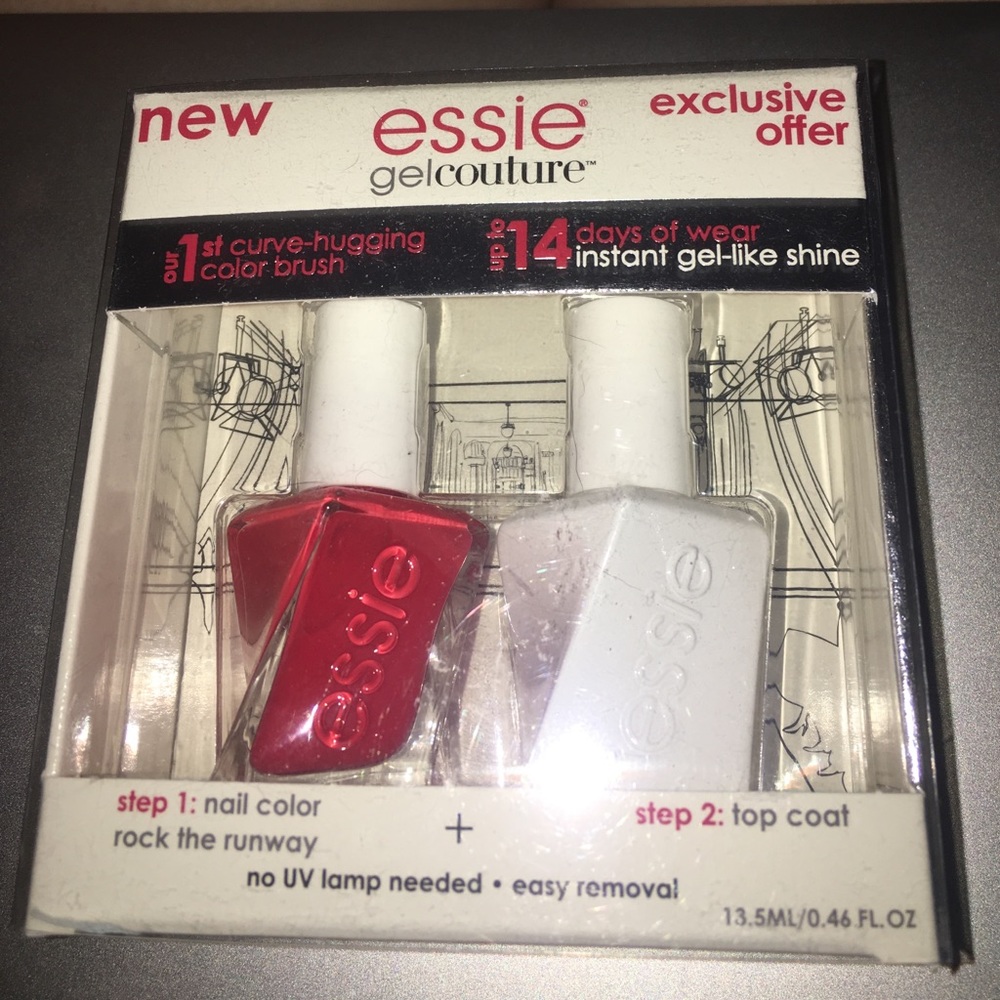 new
essie®
gelcouture™
exclusive
offer
our 1st curve-hugging
color brush
up to 14 days of wear
instant gel-like shine
essie
essie
step 1: nail color
rock the runway
+
step 2: top coat
no UV lamp needed • easy removal
13.5ML/0.46 FL.OZ